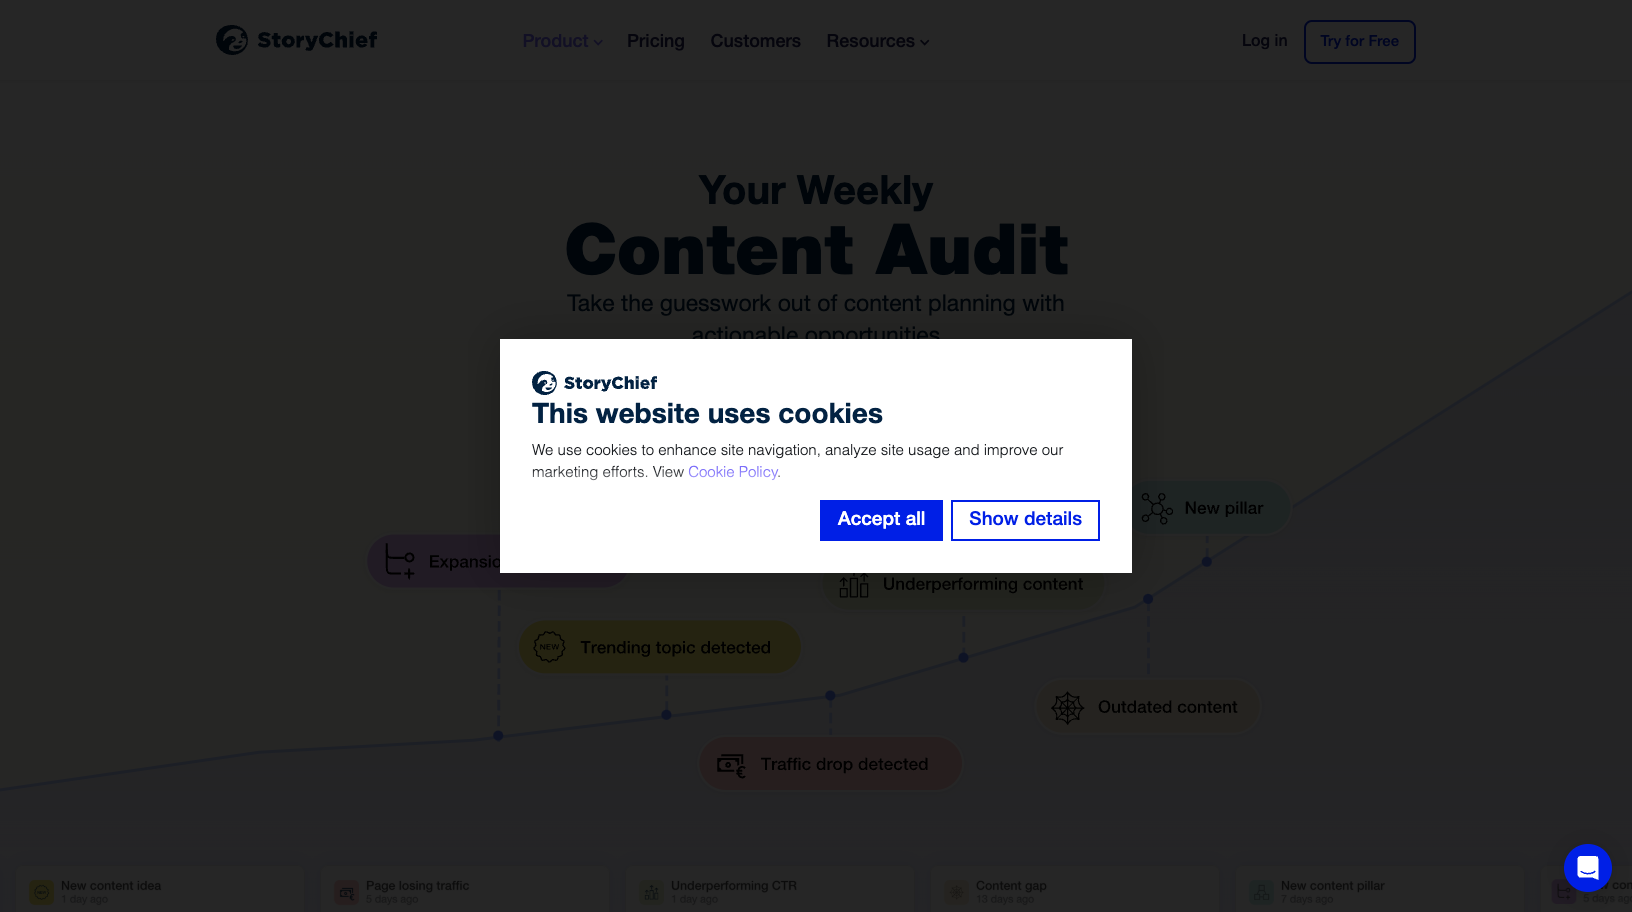 StoryChief
Product
Pricing
Customers
Resources
Log in
Try for Free
Your Weekly
Content Audit
Take the guesswork out of content planning with
actionable opportunities
StoryChief
This website uses cookies
We use cookies to enhance site navigation, analyze site usage and improve our
marketing efforts. View Cookie Policy.
Accept all
Show details
New pillar
Underperforming content
NEW
Trending topic detected
Outdated content
Traffic drop detected
New content idea
1 day ago
Page losing traffic
5 days ago
Underperforming CTR
1 day ago
Content gap
13 days ago
New content pillar
7 days ago